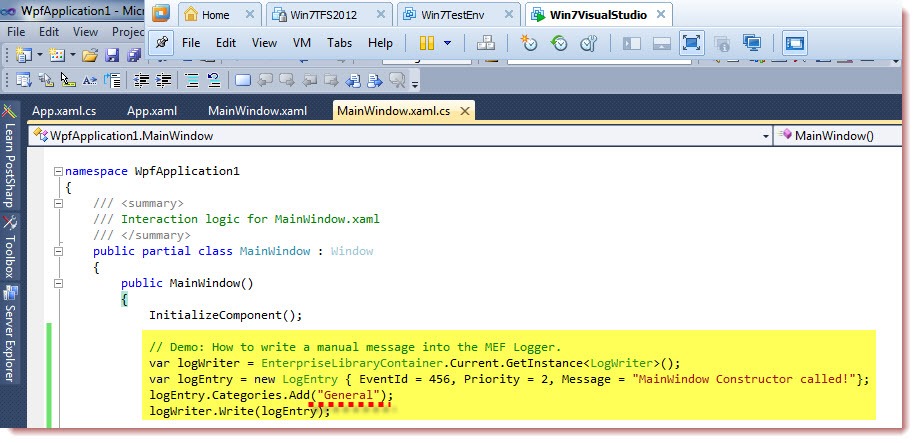 WpfApplication1 - Mic
Home
Win7TFS2012
Win7TestEnv
Win7VisualStudio
File Edit View Projec
File Edit View VM Tabs Help
App.xaml.cs App.xaml MainWindow.xaml MainWindow.xaml.cs
WpfApplication1.MainWindow
MainWindow()
Learn PostSharp
Toolbox
Server Explorer
namespace WpfApplication1
{
/// <summary>
/// Interaction logic for MainWindow.xaml
/// </summary>
public partial class MainWindow : Window
{
public MainWindow()
{
InitializeComponent();
// Demo: How to write a manual message into the MEF Logger.
var logWriter = EnterpriseLibraryContainer.Current.GetInstance<LogWriter>();
var logEntry = new LogEntry { EventId = 456, Priority = 2, Message = "MainWindow Constructor called!"};
logEntry.Categories.Add("General");
logWriter.Write(logEntry);